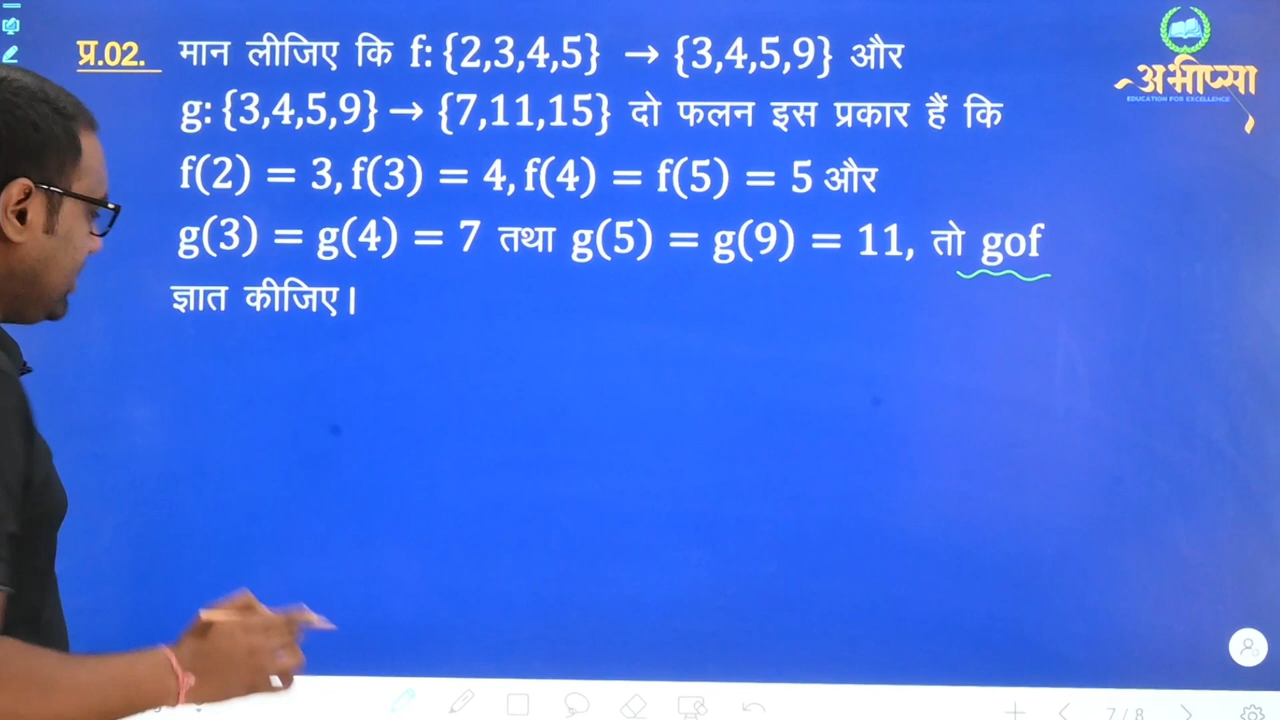 प्र.02. मान लीजिए कि f: {2,3,4,5} → {3,4,5,9} और
g: {3,4,5,9} → {7,11,15} दो फलन इस प्रकार हैं कि
f(2) = 3, f(3) = 4, f(4) = f(5) = 5 और
g(3) = g(4) = 7 तथा g(5) = g(9) = 11, तो gof
ज्ञात कीजिए।
अभीप्सा
EDUCATION FOR EXCELLENCE
7 / 8